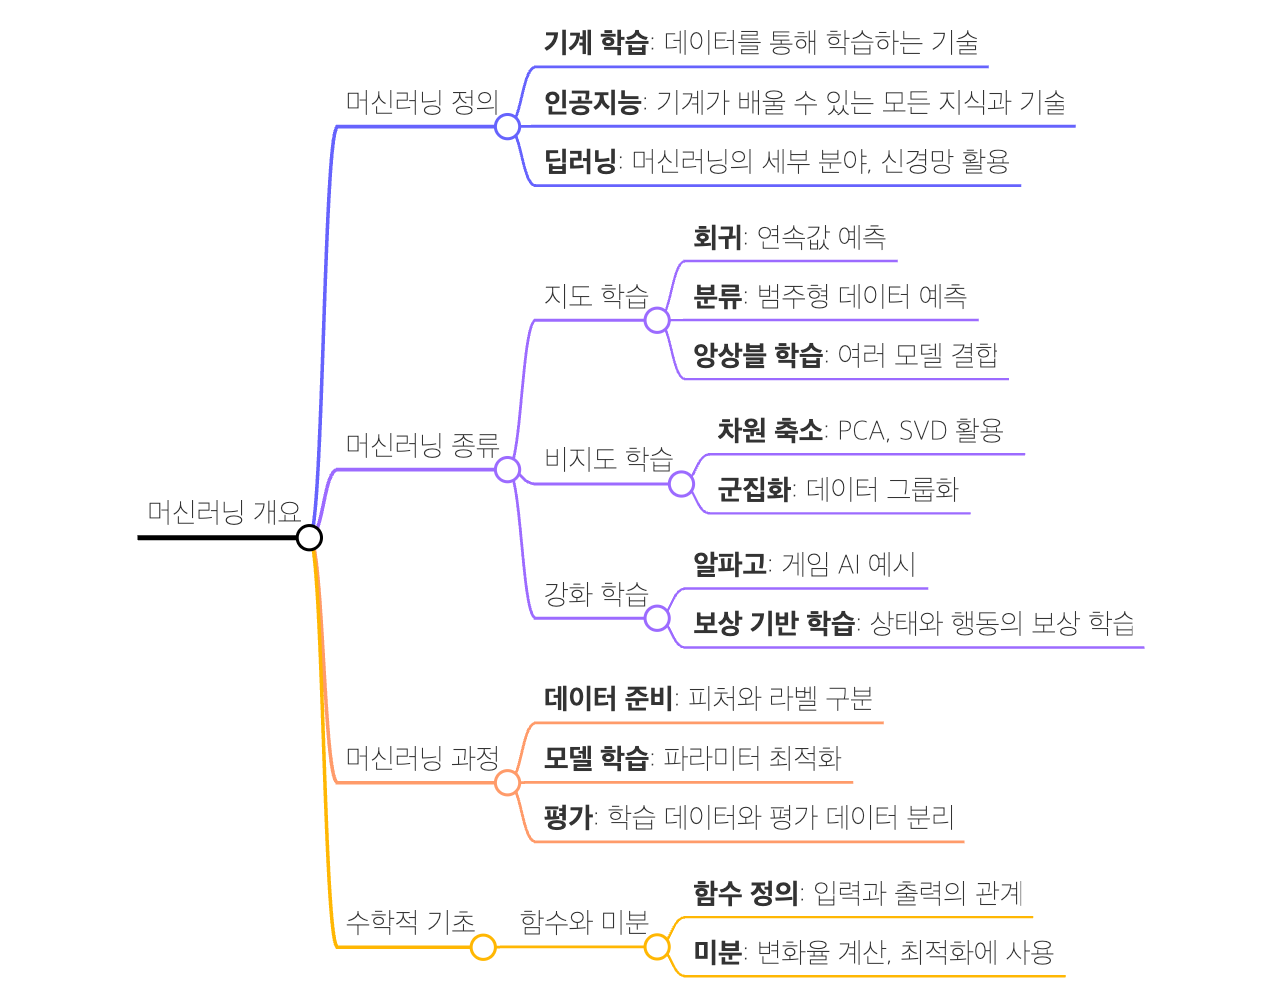 기계 학습: 데이터를 통해 학습하는 기술
머신러닝 정의
인공지능: 기계가 배울 수 있는 모든 지식과 기술
딥러닝: 머신러닝의 세부 분야, 신경망 활용
회귀: 연속값 예측
지도 학습
분류: 범주형 데이터 예측
앙상블 학습: 여러 모델 결합
차원 축소: PCA, SVD 활용
머신러닝 종류
비지도 학습
군집화: 데이터 그룹화
머신러닝 개요
알파고: 게임 AI 예시
강화 학습
보상 기반 학습: 상태와 행동의 보상 학습
데이터 준비: 피처와 라벨 구분
머신러닝 과정
모델 학습: 파라미터 최적화
평가: 학습 데이터와 평가 데이터 분리
함수 정의: 입력과 출력의 관계
수학적 기초
함수와 미분
미분: 변화율 계산, 최적화에 사용